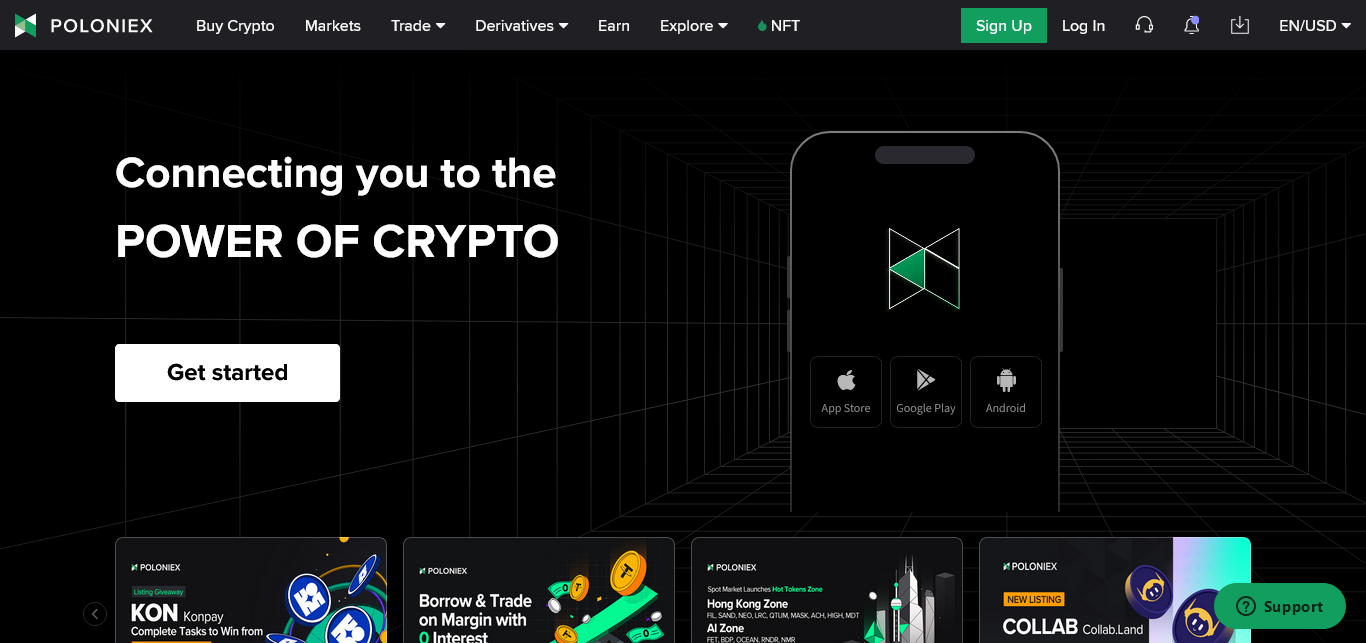 POLONIEX
Buy Crypto
Markets
Trade
Derivatives
Earn
Explore
NFT
Sign Up
Log In
EN/USD
Connecting you to the
POWER OF CRYPTO
Get started
App Store
Google Play
Android
POLONIEX
Listing Giveaway
KON Konpay
Complete Tasks to Win from
POLONIEX
Borrow & Trade
on Margin with
0 Interest
POLONIEX
Spot Market Launches Hot Tokens Zone
Hong Kong Zone
FIL, SAND, NEO, LRC, QTUM, MASK, ACH, HIGH, MDT
AI Zone
FET, BDP, OCEAN, RNDR, NMR
POLONIEX
NEW LISTING
COLLAB Collab.Land
Support